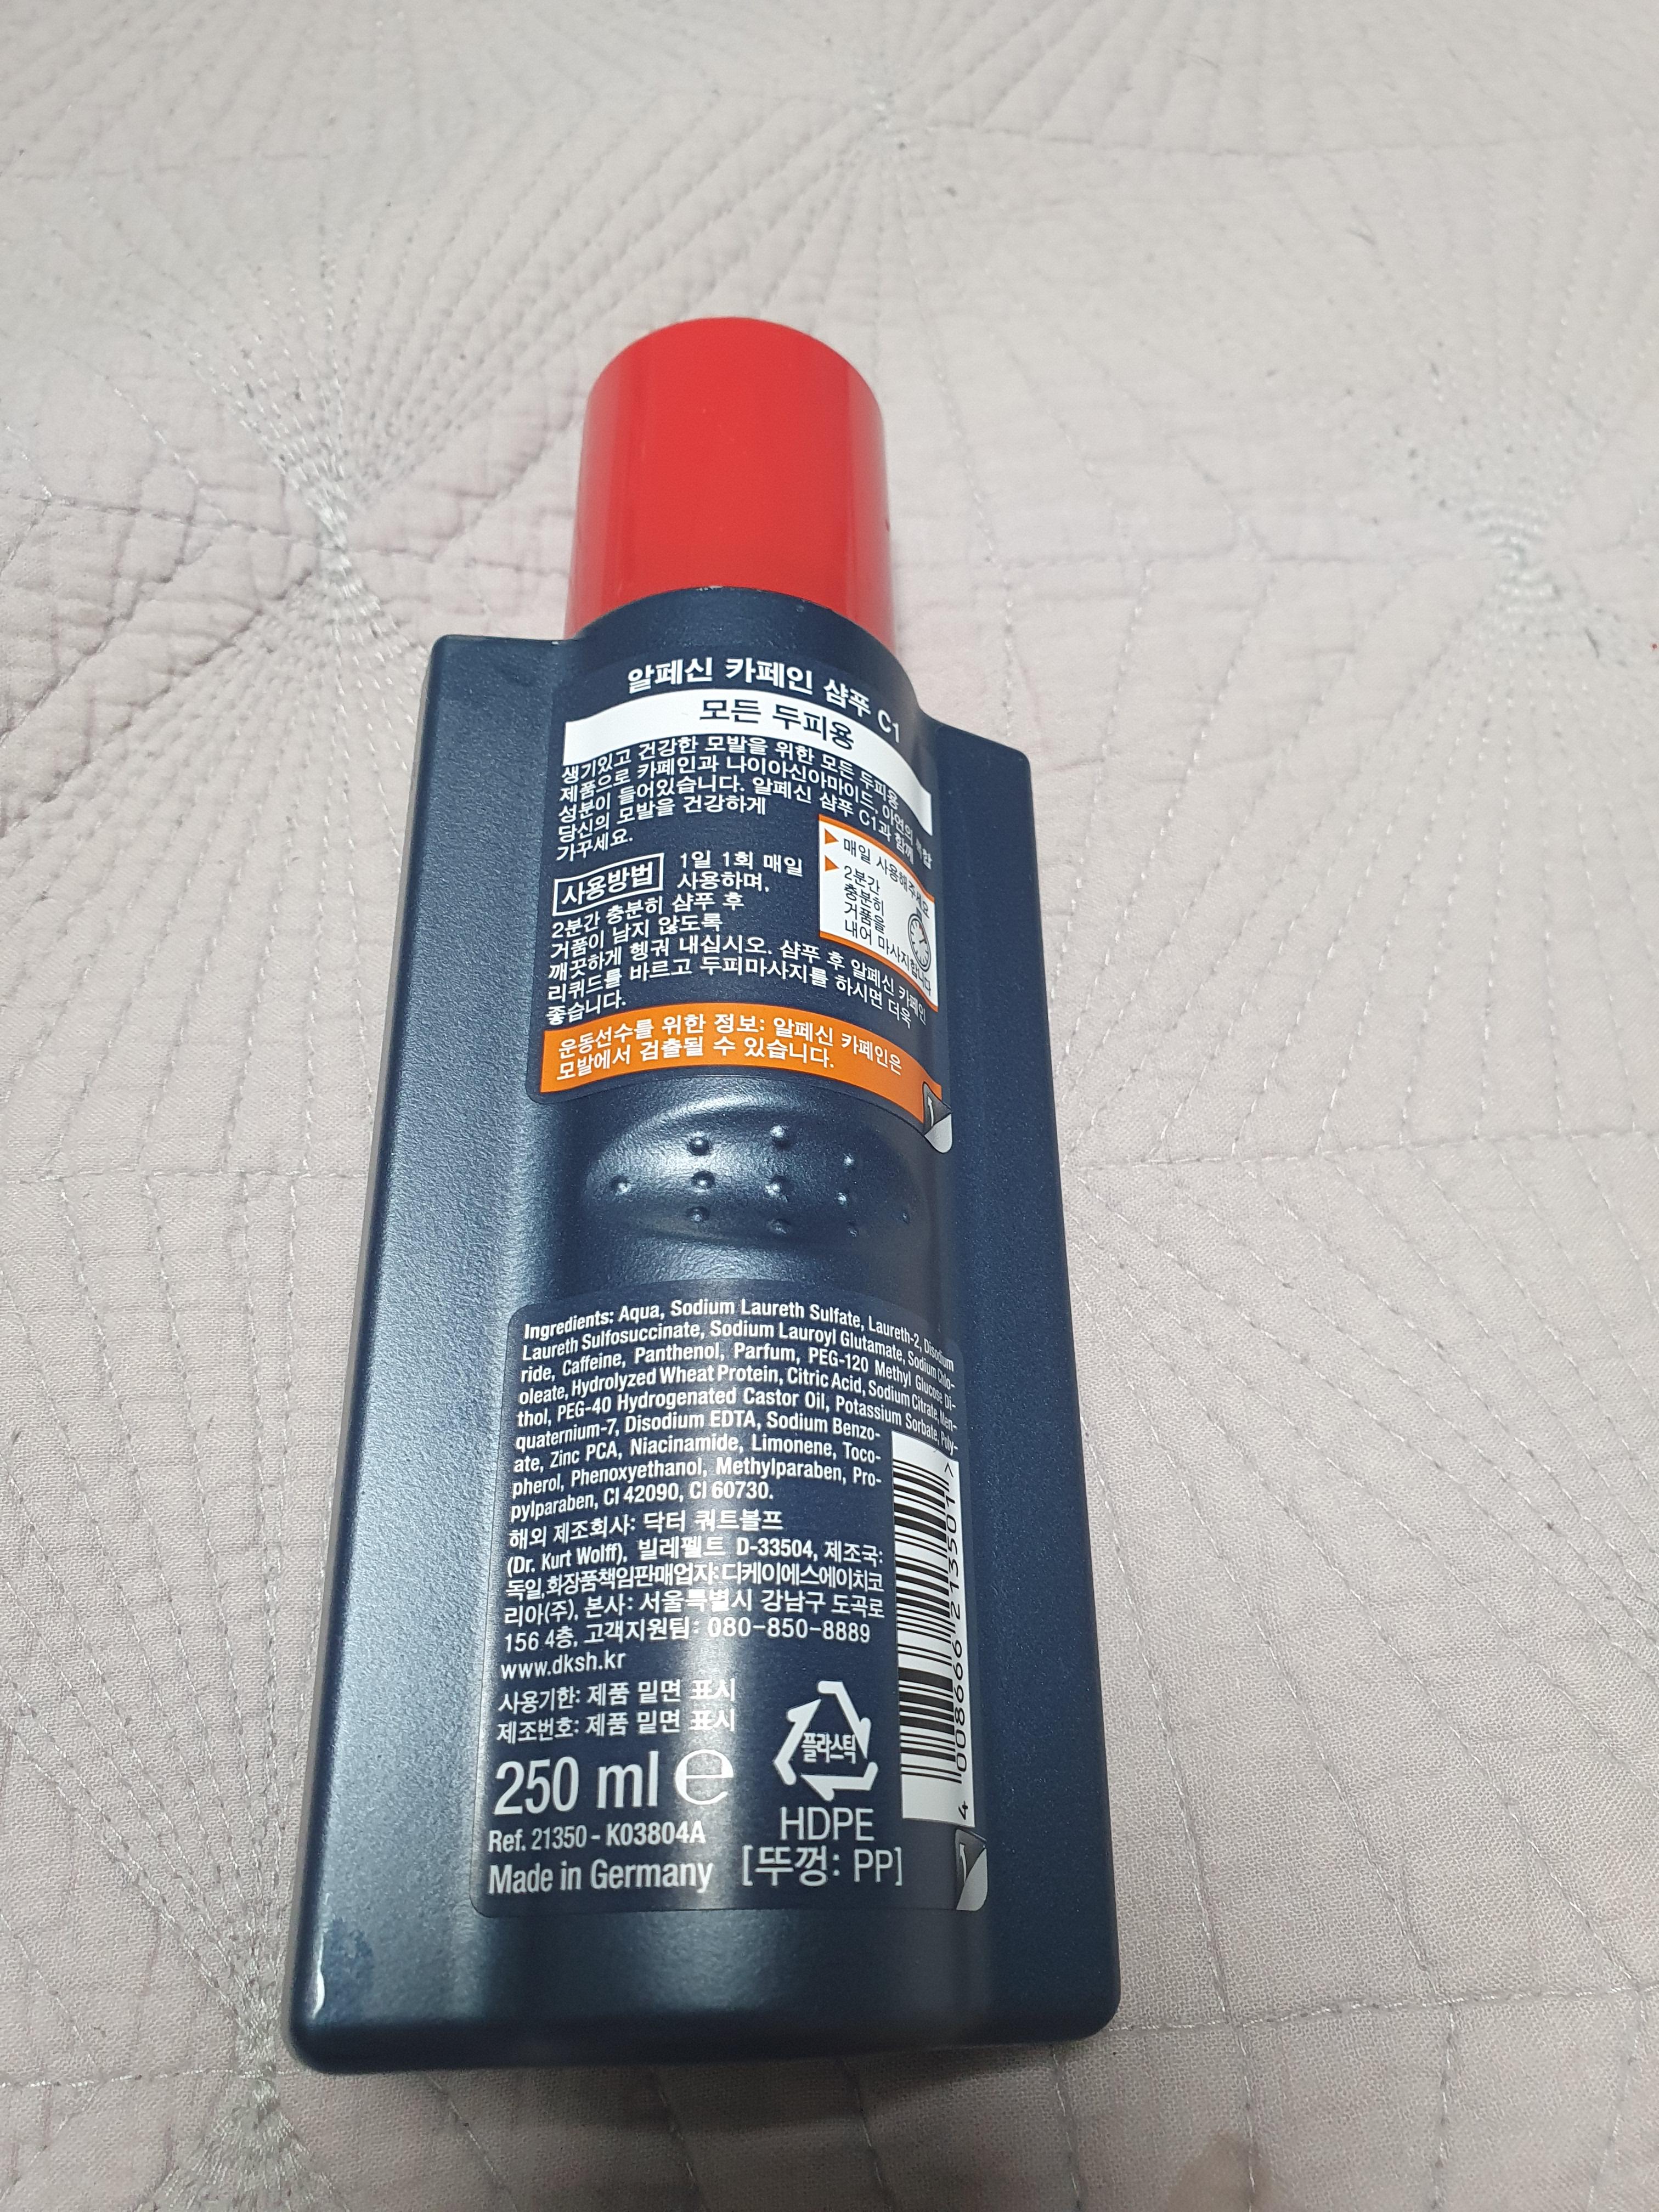 알페신 카페인 샴푸 C1
모든 두피용
생기있고 건강한 모발을 위한 모든 두피용
제품으로 카페인과 나이아신아마이드, 아연의 복합
성분이 들어있습니다. 알페신 샴푸 C1과 함께
당신의 모발을 건강하게
가꾸세요.
▶ 매일 사용해주세요
▶ 2분간
충분히
거품을
내어 마사지합니다
사용방법 1일 1회 매일
사용하며,
2분간 충분히 샴푸 후
거품이 남지 않도록
깨끗하게 헹궈 내십시오. 샴푸 후 알페신 카페인
리퀴드를 바르고 두피마사지를 하시면 더욱
좋습니다.
운동선수를 위한 정보: 알페신 카페인은
모발에서 검출될 수 있습니다.
Ingredients: Aqua, Sodium Laureth Sulfate, Laureth-2, Disodium
Laureth Sulfosuccinate, Sodium Lauroyl Glutamate, Sodium Chlo-
ride, Caffeine, Panthenol, Parfum, PEG-120 Methyl Glucose Di-
oleate, Hydrolyzed Wheat Protein, Citric Acid, Sodium Citrate, Men-
thol, PEG-40 Hydrogenated Castor Oil, Potassium Sorbate, Poly-
quaternium-7, Disodium EDTA, Sodium Benzo-
ate, Zinc PCA, Niacinamide, Limonene, Toco-
pherol, Phenoxyethanol, Methylparaben, Pro-
pylparaben, CI 42090, CI 60730.
해외 제조회사: 닥터 쿼트볼프
(Dr. Kurt Wolff), 빌레펠트 D-33504, 제조국:
독일, 화장품책임판매업자: 디케이에스에이치코
리아(주), 본사: 서울특별시 강남구 도곡로
156 4층, 고객지원팀: 080-850-8889
www.dksh.kr
사용기한: 제품 밑면 표시
제조번호: 제품 밑면 표시
250 ml e
Ref. 21350 - K03804A
Made in Germany
플라스틱
HDPE
[뚜껑: PP]
4 008666 213501 >